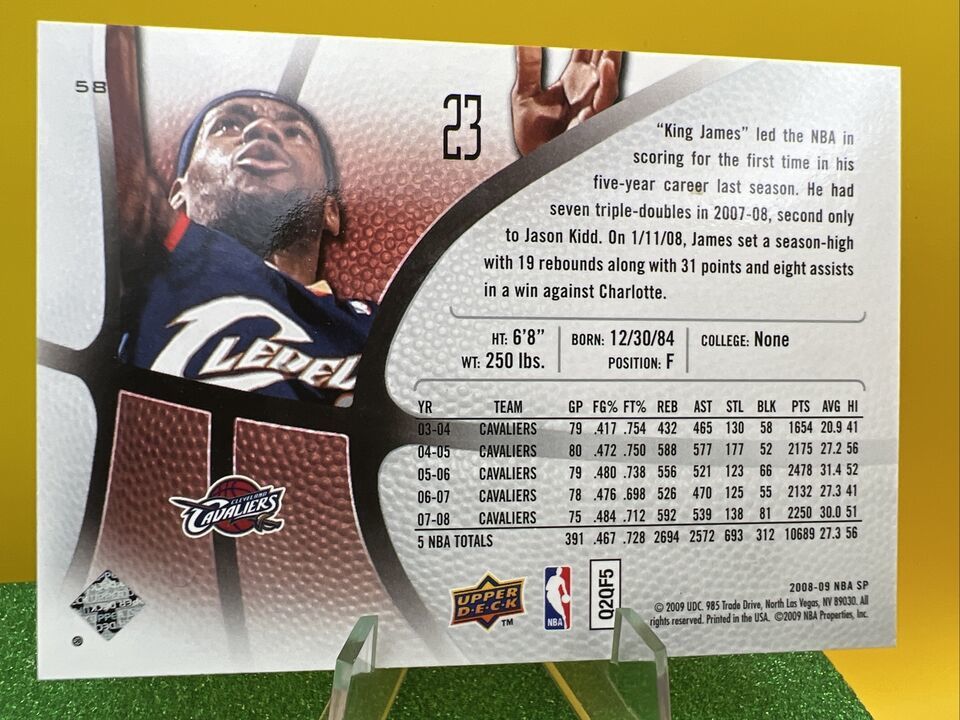 58
23
"King James" led the NBA in
scoring for the first time in his
five-year career last season. He had
seven triple-doubles in 2007-08, second only
to Jason Kidd. On 1/11/08, James set a season-high
with 19 rebounds along with 31 points and eight assists
in a win against Charlotte.
HT: 6'8" BORN: 12/30/84 COLLEGE: None
WT: 250 lbs. POSITION: F
CLEVEL
YR TEAM GP FG% FT% REB AST STL BLK PTS AVG HI
03-04 CAVALIERS 79 .417 .754 432 465 130 58 1654 20.9 41
04-05 CAVALIERS 80 .472 .750 588 577 177 52 2175 27.2 56
05-06 CAVALIERS 79 .480 .738 556 521 123 66 2478 31.4 52
06-07 CAVALIERS 78 .476 .698 526 470 125 55 2132 27.3 41
07-08 CAVALIERS 75 .484 .712 592 539 138 81 2250 30.0 51
5 NBA TOTALS 391 .467 .728 2694 2572 693 312 10689 27.3 56
CLEVELAND
CAVALIERS
UPPER
D·E·C·K
TM
NBA
Q2QF5
2008-09 NBA SP
© 2009 UDC. 985 Trade Drive, North Las Vegas, NV 89030. All
rights reserved. Printed in the USA. ©2009 NBA Properties, Inc.